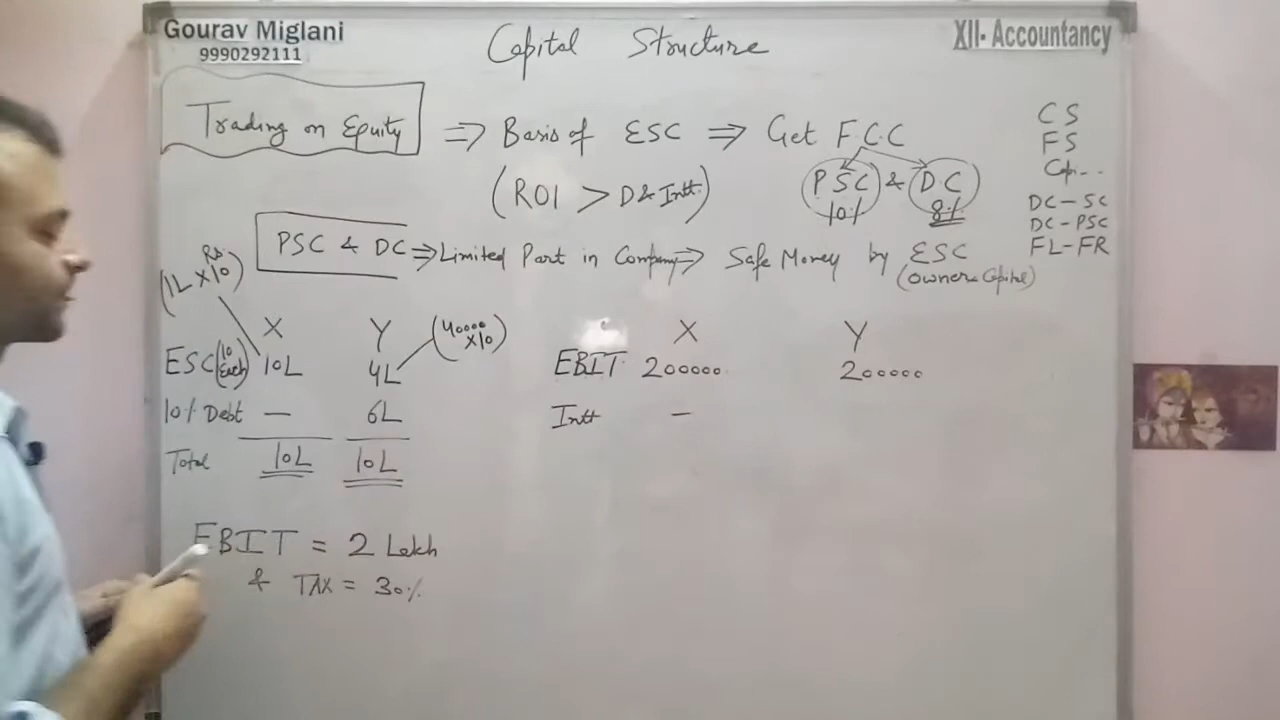 Gourav Miglani
9990292111
Capital Structure
XII- Accountancy
Trading on Equity ⇒ Basis of ESC ⇒ Get FCC
(ROI > D & Intt.)
PSC & DC
10% 8%
CS
FS
Cap...
DC-SC
DC-PSC
FL-FR
PSC & DC ⇒ Limited Part in Company ⇒ Safe Money by ESC
(owner Capital)
(1L x 10) Rs
X Y (40000 x10)
ESC (10 Each) 10L 4L
10% Debt — 6L
Total 10L 10L
EBIT = 2 Lakh
& TAX = 30%
X Y
EBIT 200000 200000
Intt —